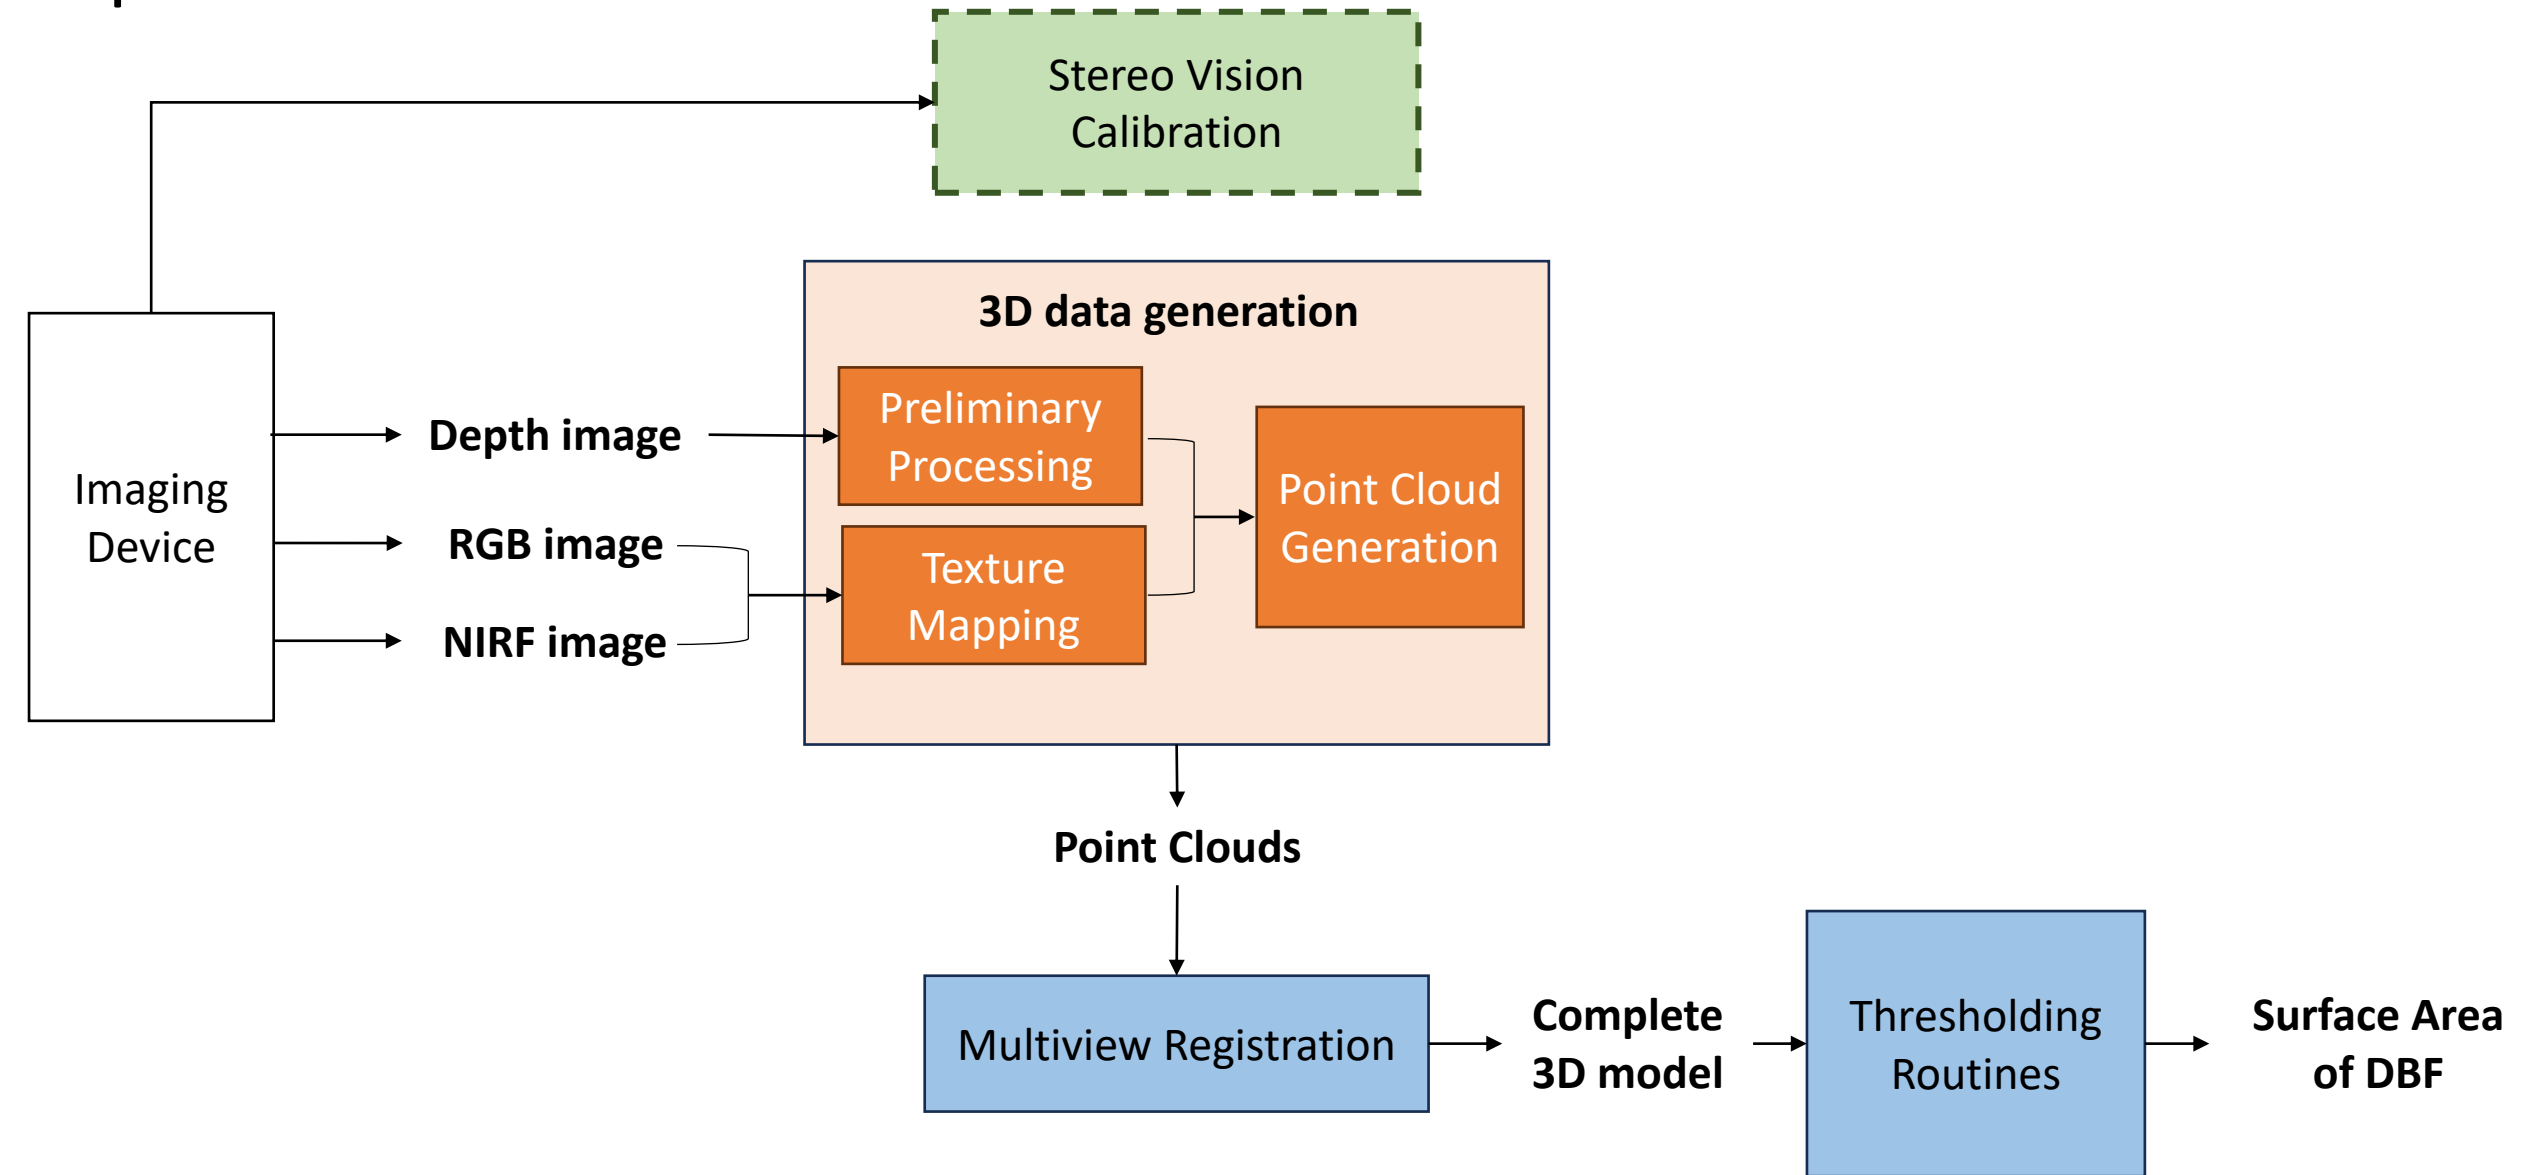 Stereo Vision
Calibration
3D data generation
Imaging
Device
Depth image
RGB image
NIRF image
Preliminary
Processing
Texture
Mapping
Point Cloud
Generation
Point Clouds
Multiview Registration
Complete
3D model
Thresholding
Routines
Surface Area
of DBF